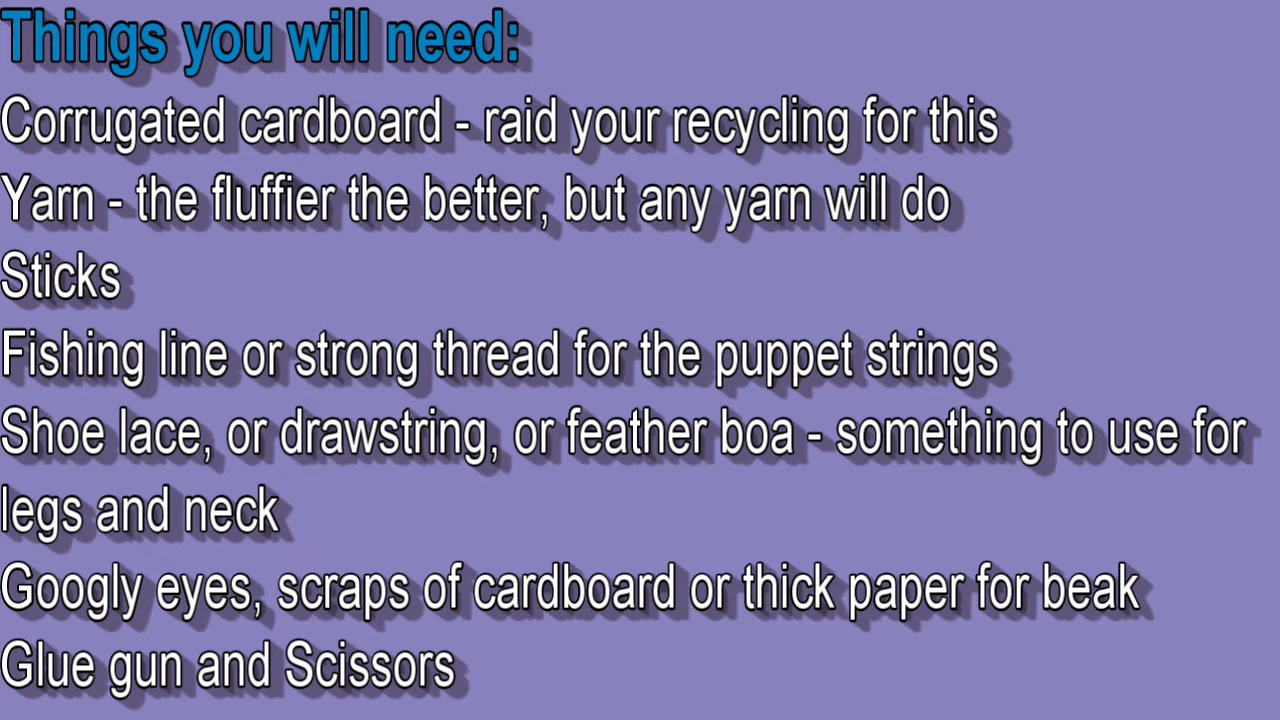 Things you will need:
Corrugated cardboard - raid your recycling for this
Yarn - the fluffier the better, but any yarn will do
Sticks
Fishing line or strong thread for the puppet strings
Shoe lace, or drawstring, or feather boa - something to use for
legs and neck
Googly eyes, scraps of cardboard or thick paper for beak
Glue gun and Scissors